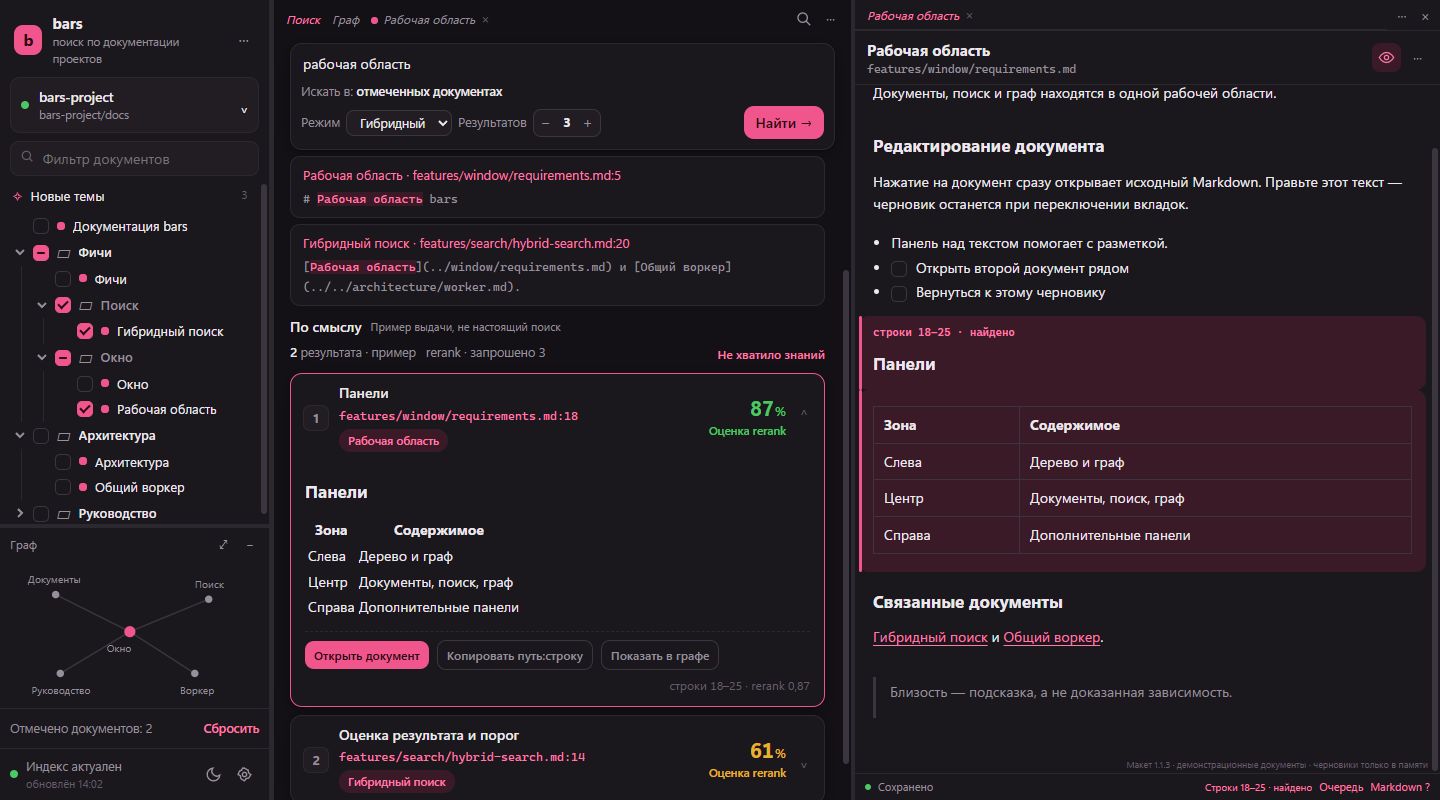 b
bars
поиск по документации
проектов
...
bars-project
bars-project/docs
Фильтр документов
Новые темы 3
Документация bars
Фичи
Фичи
Поиск
Гибридный поиск
Окно
Окно
Рабочая область
Архитектура
Архитектура
Общий воркер
Руководство
Граф
Документы
Поиск
Окно
Руководство
Воркер
Отмечено документов: 2 Сбросить
Индекс актуален
обновлён 14:02
Поиск Граф Рабочая область ×
...
рабочая область
Искать в: отмеченных документах
Режим Гибридный Результатов − 3 + Найти →
Рабочая область · features/window/requirements.md:5
# Рабочая область bars
Гибридный поиск · features/search/hybrid-search.md:20
[Рабочая область](../window/requirements.md) и [Общий воркер]
(../../architecture/worker.md).
По смыслу Пример выдачи, не настоящий поиск
2 результата · пример rerank · запрошено 3 Не хватило знаний
1
Панели
features/window/requirements.md:18
Рабочая область
87%
Оценка rerank
Панели
Зона Содержимое
Слева Дерево и граф
Центр Документы, поиск, граф
Справа Дополнительные панели
Открыть документ Копировать путь:строку Показать в графе
строки 18–25 · rerank 0,87
2
Оценка результата и порог
features/search/hybrid-search.md:14
Гибридный поиск
61%
Оценка rerank
Рабочая область ×
... ×
Рабочая область
features/window/requirements.md
...
Документы, поиск и граф находятся в одной рабочей области.
Редактирование документа
Нажатие на документ сразу открывает исходный Markdown. Правьте этот текст —
черновик останется при переключении вкладок.
• Панель над текстом помогает с разметкой.
• Открыть второй документ рядом
• Вернуться к этому черновику
строки 18–25 · найдено
Панели
Зона Содержимое
Слева Дерево и граф
Центр Документы, поиск, граф
Справа Дополнительные панели
Связанные документы
Гибридный поиск и Общий воркер.
Близость — подсказка, а не доказанная зависимость.
Макет 1.1.3 · демонстрационные документы · черновики только в памяти
Сохранено Строки 18–25 · найдено Очередь Markdown ?